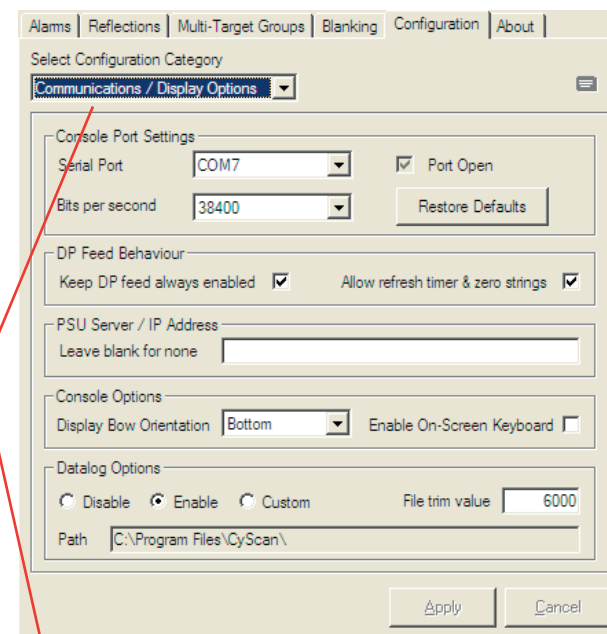 Alarms Reflections Multi-Target Groups Blanking Configuration About
Select Configuration Category
Communications / Display Options
Console Port Settings
Serial Port COM7 Port Open
Bits per second 38400 Restore Defaults
DP Feed Behaviour
Keep DP feed always enabled Allow refresh timer & zero strings
PSU Server / IP Address
Leave blank for none
Console Options
Display Bow Orientation Bottom Enable On-Screen Keyboard
Datalog Options
Disable Enable Custom File trim value 6000
Path C:\Program Files\CyScan\
Apply Cancel